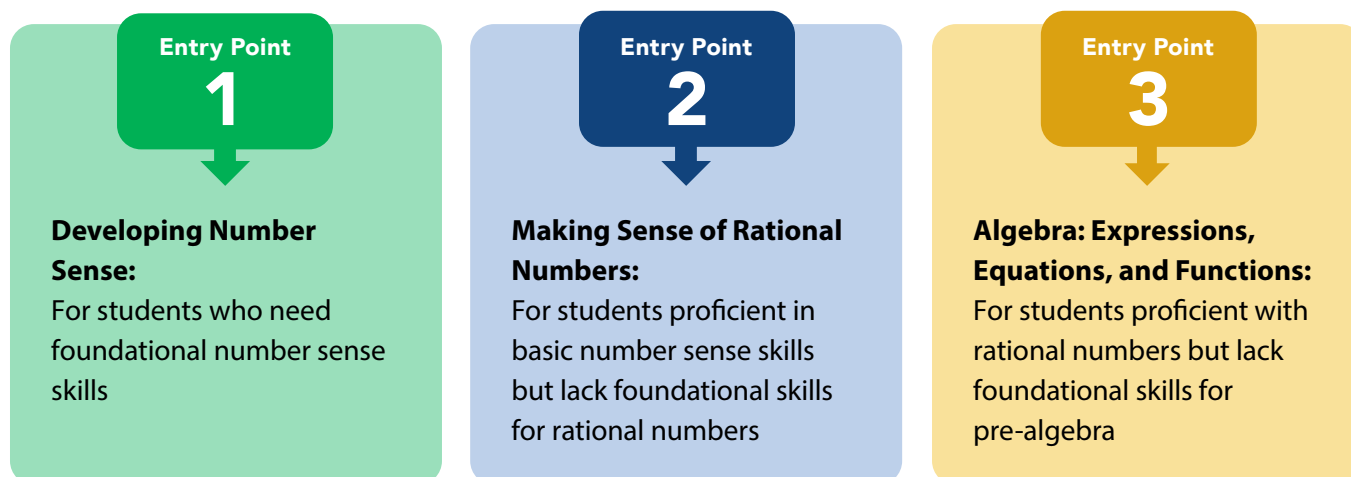 Entry Point
1
Developing Number
Sense:
For students who need
foundational number sense
skills
Entry Point
2
Making Sense of Rational
Numbers:
For students proficient in
basic number sense skills
but lack foundational skills
for rational numbers
Entry Point
3
Algebra: Expressions,
Equations, and Functions:
For students proficient with
rational numbers but lack
foundational skills for
pre-algebra